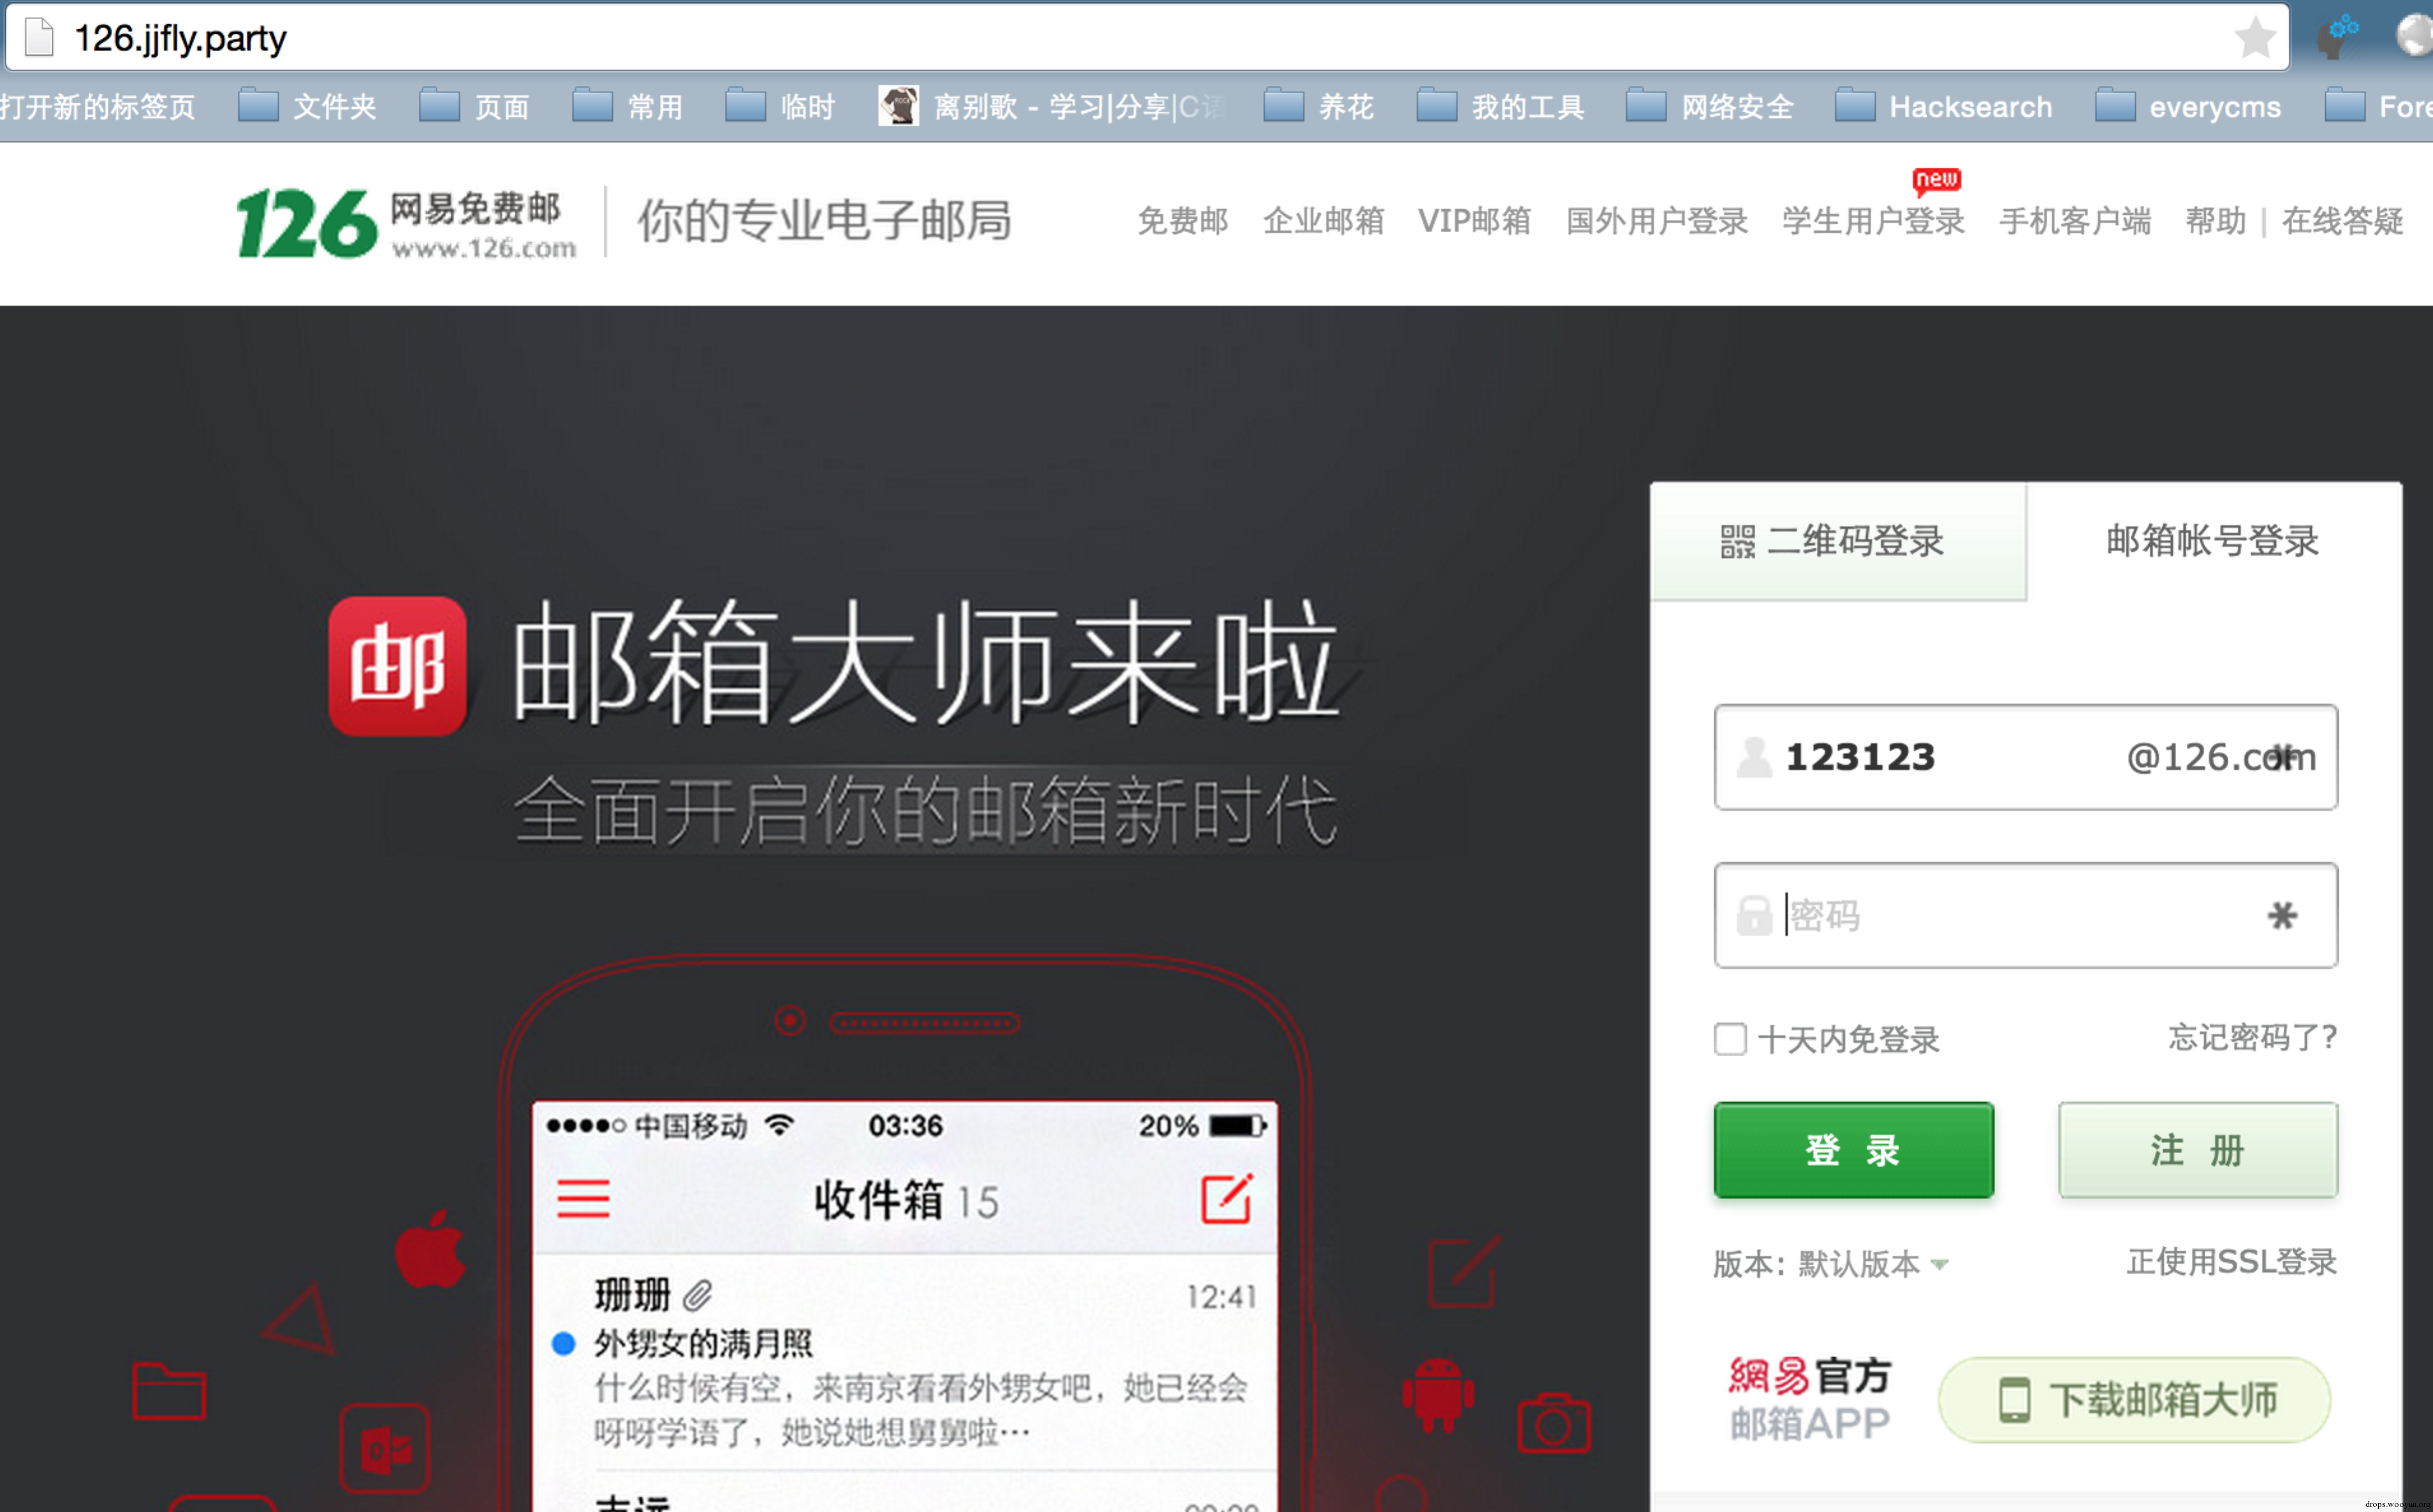 126.jjfly.party
打开新的标签页 文件夹 页面 常用 临时 离别歌 - 学习|分享|C语 养花 我的工具 网络安全 Hacksearch everycms Fore
126 网易免费邮 www.126.com 你的专业电子邮局
new
免费邮 企业邮箱 VIP邮箱 国外用户登录 学生用户登录 手机客户端 帮助 | 在线答疑
二维码登录 邮箱帐号登录
邮 邮箱大师来啦
全面开启你的邮箱新时代
123123 @126.com
密码
十天内免登录 忘记密码了?
登 录 注 册
版本: 默认版本 正使用SSL登录
網易官方
邮箱APP
下载邮箱大师
中国移动 03:36 20%
收件箱 15
珊珊 12:41
外甥女的满月照
什么时候有空，来南京看看外甥女吧，她已经会
呀呀学语了，她说她想舅舅啦…
drops.wooyun.org